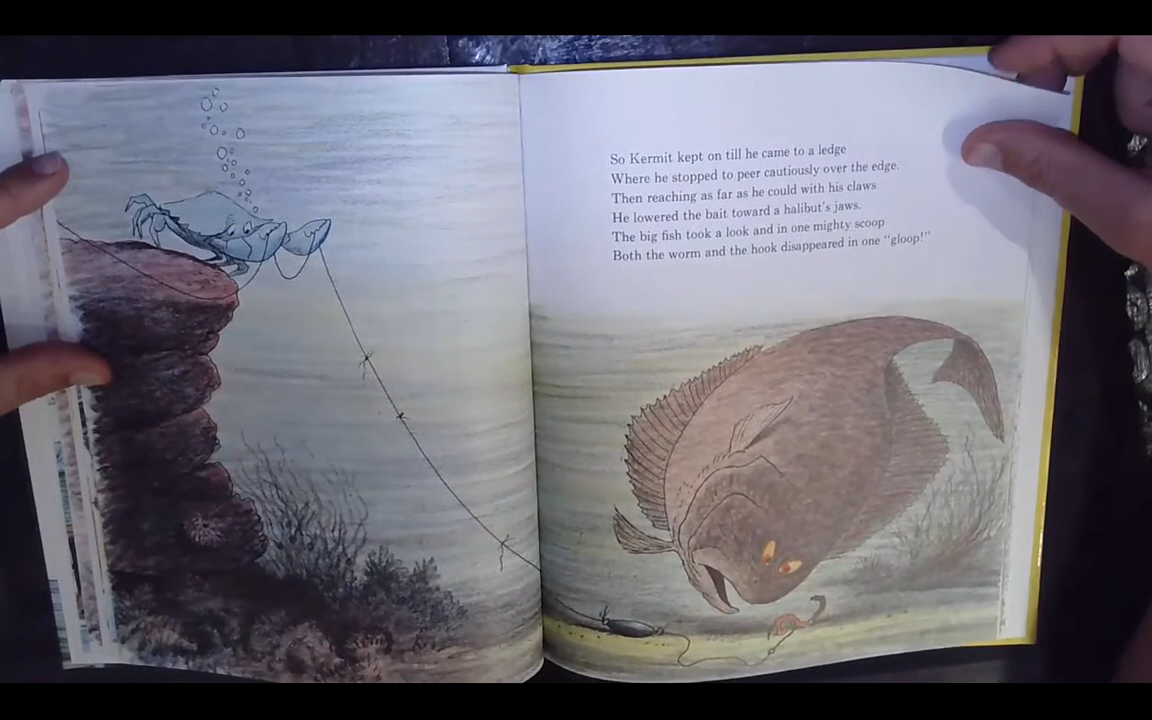 So Kermit kept on till he came to a ledge
Where he stopped to peer cautiously over the edge.
Then reaching as far as he could with his claws
He lowered the bait toward a halibut's jaws.
The big fish took a look and in one mighty scoop
Both the worm and the hook disappeared in one "gloop!"